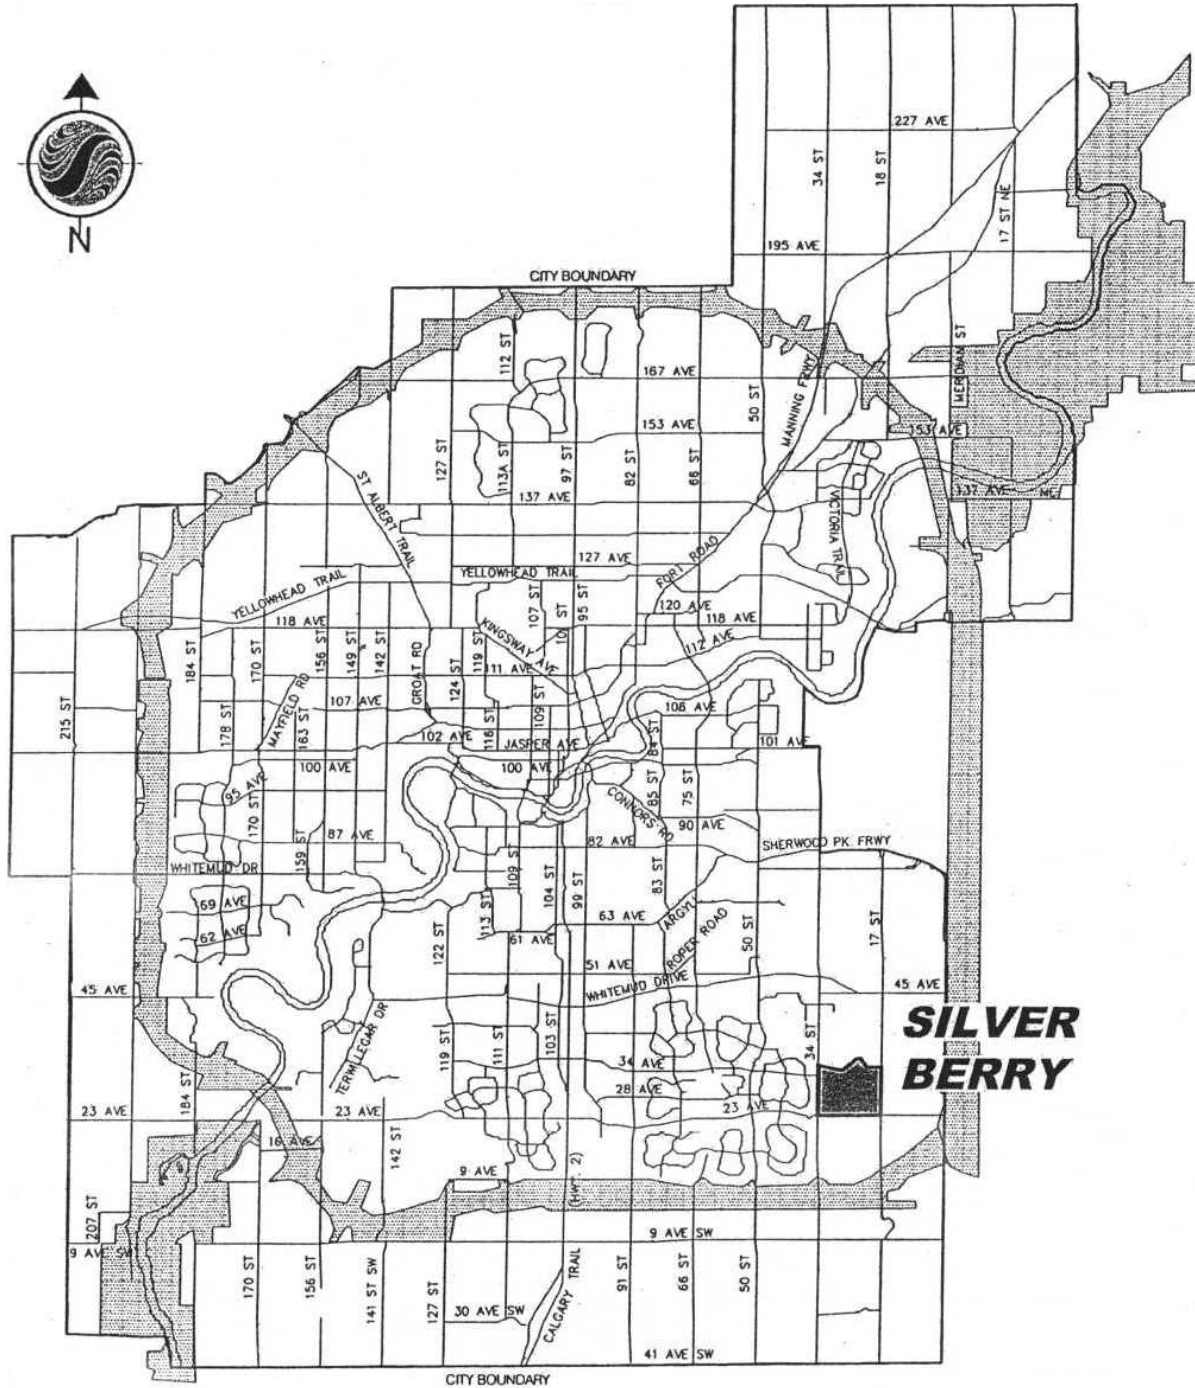 227 AVE
34 ST
18 ST
17 ST NE
N
195 AVE
CITY BOUNDARY
112 ST
167 AVE
MANNING FRWY
MERIDIAN ST
50 ST
153 AVE
153 AVE
127 ST
113A ST
97 ST
82 ST
66 ST
ST ALBERT TRAIL
137 AVE
VICTORIA TRAIL
137 AVE NE
127 AVE
FORT ROAD
YELLOWHEAD TRAIL
YELLOWHEAD TRAIL
107 ST
95 ST
120 AVE
118 AVE
118 AVE
101 ST
KINGSWAY AVE
112 AVE
184 ST
170 ST
156 ST
149 ST
142 ST
GROAT RD
119 ST
111 AVE
124 ST
215 ST
178 ST
MAYFIELD RD
163 ST
107 AVE
109 ST
108 AVE
116 ST
102 AVE
JASPER AVE
84 ST
101 AVE
100 AVE
100 AVE
95 AVE
85 ST
75 ST
CONNORS RD
170 ST
87 AVE
90 AVE
82 AVE
SHERWOOD PK FRWY
WHITEMUD DR
159 ST
109 ST
104 ST
99 ST
83 ST
69 AVE
113 ST
63 AVE
ARGYLL
17 ST
62 AVE
122 ST
61 AVE
ROPER ROAD
50 ST
51 AVE
WHITEMUD DRIVE
45 AVE
45 AVE
SILVER
BERRY
TERWILLEGAR DR
119 ST
111 ST
103 ST
34 ST
34 AVE
28 AVE
184 ST
23 AVE
23 AVE
23 AVE
16 AVE
142 ST
9 AVE
(HWY. 2)
207 ST
9 AVE SW
9 AVE SW
170 ST
156 ST
141 ST SW
127 ST
30 AVE SW
CALGARY TRAIL
91 ST
66 ST
50 ST
41 AVE SW
CITY BOUNDARY